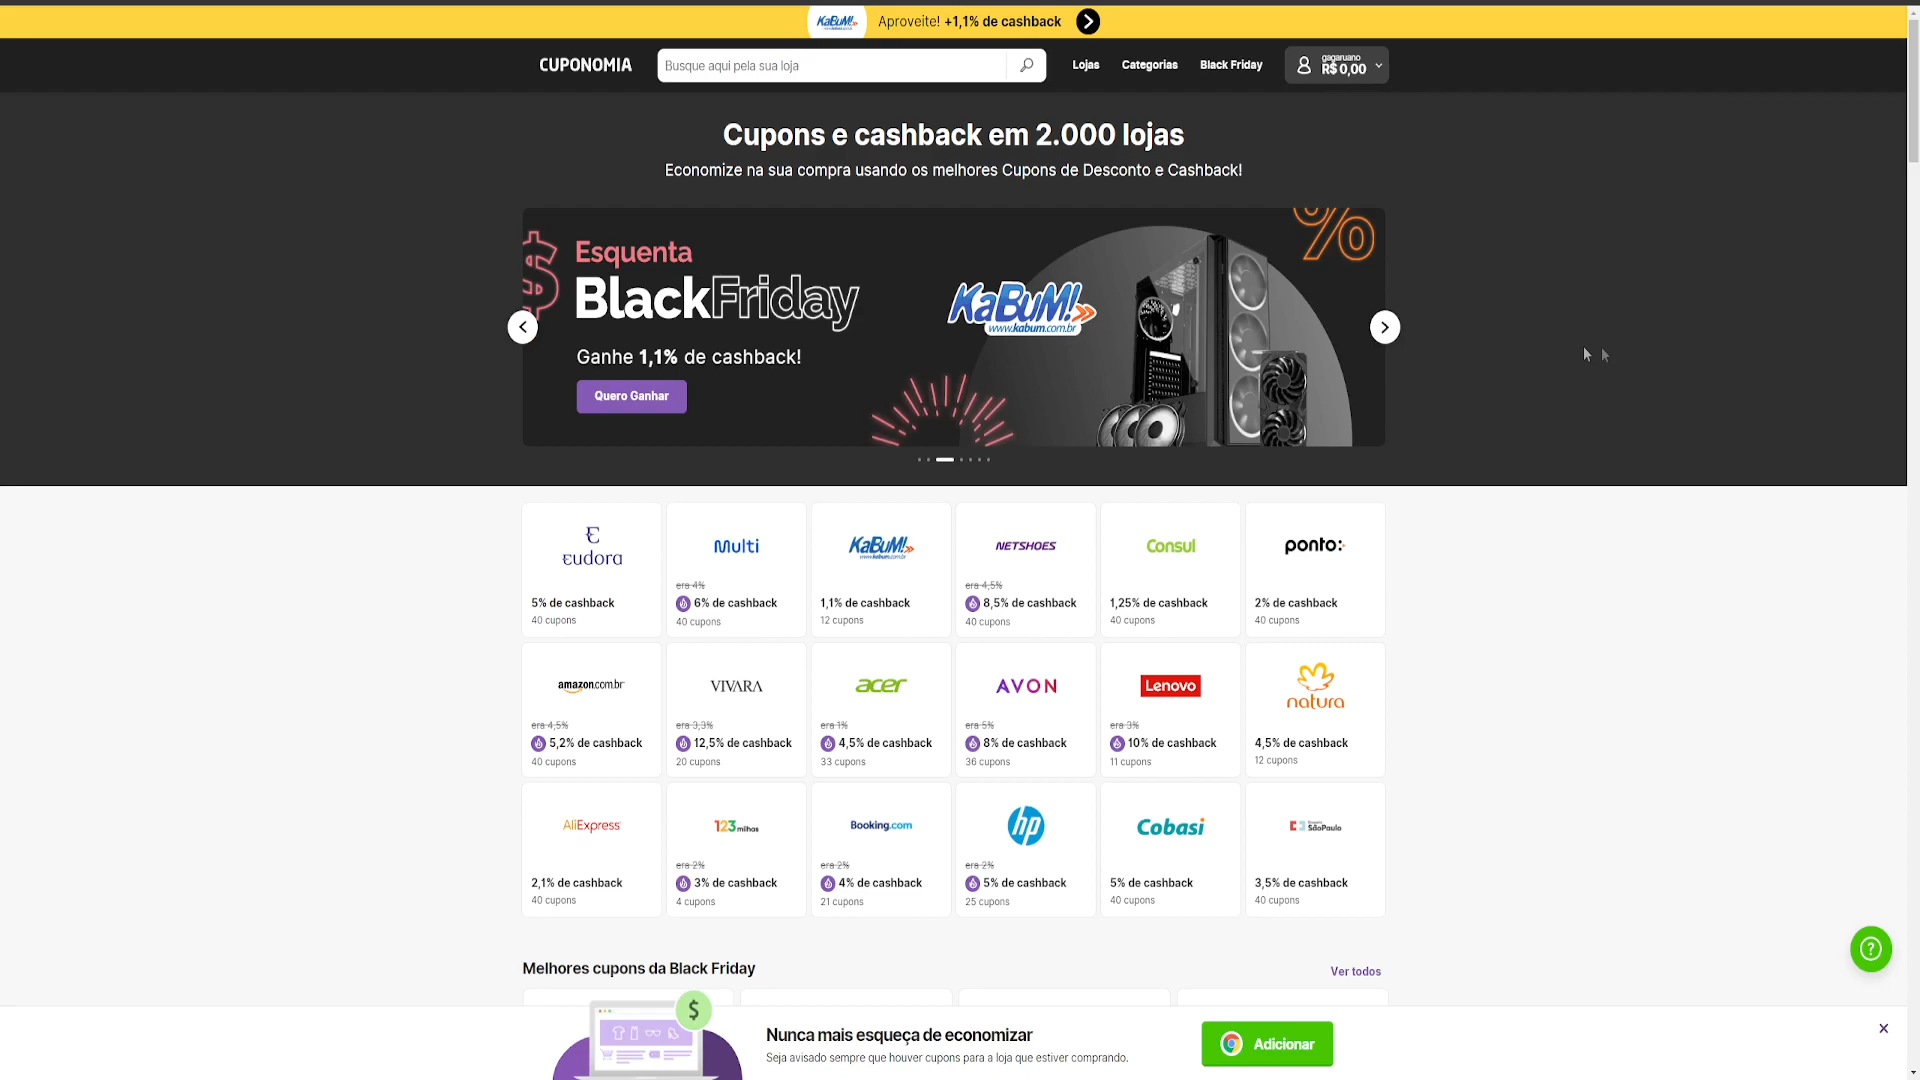 KaBuM! Aproveite! +1,1% de cashback
CUPONOMIA
Busque aqui pela sua loja
Lojas
Categorias
Black Friday
gagaruano
R$ 0,00
Cupons e cashback em 2.000 lojas
Economize na sua compra usando os melhores Cupons de Desconto e Cashback!
$
%
Esquenta
BlackFriday
Ganhe 1,1% de cashback!
Quero Ganhar
KaBuM!
www.kabum.com.br
eudora
5% de cashback
40 cupons
Multi
era 4%
6% de cashback
40 cupons
KaBuM!
www.kabum.com.br
1,1% de cashback
12 cupons
NETSHOES
era 4,5%
8,5% de cashback
40 cupons
Consul
1,25% de cashback
40 cupons
ponto:
2% de cashback
40 cupons
amazon.com.br
era 4,5%
5,2% de cashback
40 cupons
VIVARA
era 3,3%
12,5% de cashback
20 cupons
acer
era 1%
4,5% de cashback
33 cupons
AVON
era 5%
8% de cashback
36 cupons
Lenovo
era 3%
10% de cashback
11 cupons
natura
4,5% de cashback
12 cupons
AliExpress
2,1% de cashback
40 cupons
123 milhas
era 2%
3% de cashback
4 cupons
Booking.com
era 2%
4% de cashback
21 cupons
hp
era 2%
5% de cashback
25 cupons
Cobasi
5% de cashback
40 cupons
SãoPaulo
3,5% de cashback
40 cupons
Melhores cupons da Black Friday
Ver todos
$
Nunca mais esqueça de economizar
Seja avisado sempre que houver cupons para a loja que estiver comprando.
Adicionar